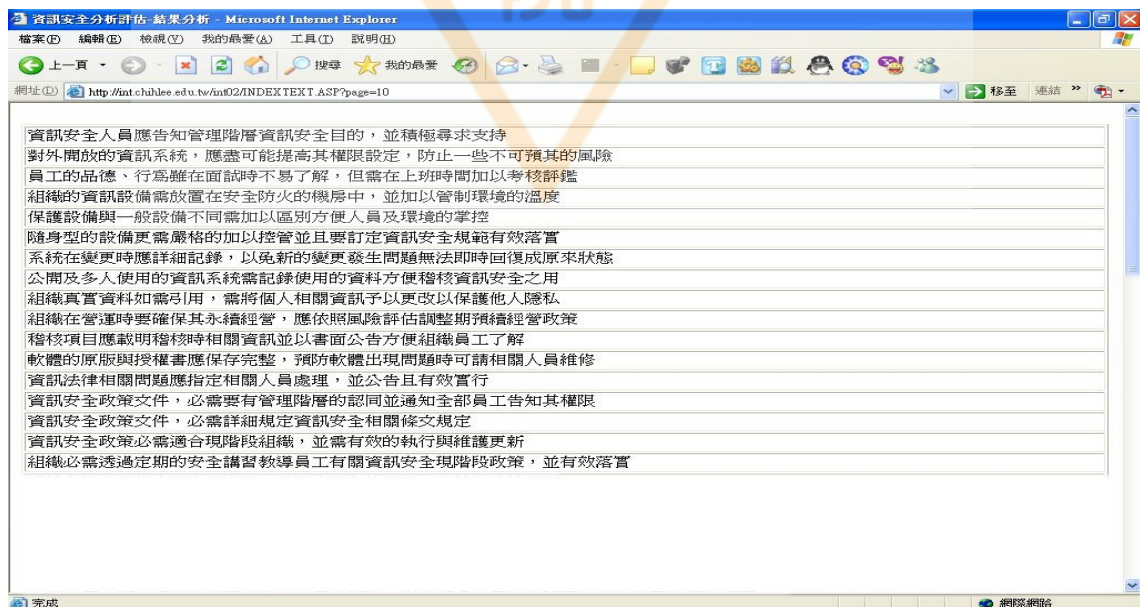 資訊安全分析評估-結果分析 - Microsoft Internet Explorer
檔案(F) 編輯(E) 檢視(V) 我的最愛(A) 工具(T) 說明(H)
上一頁 搜尋 我的最愛
網址(D) http://int.chihlee.edu.tw/int02/INDEXTEXT.ASP?page=10 移至 連結 »
資訊安全人員應告知管理階層資訊安全目的，並積極尋求支持
對外開放的資訊系統，應盡可能提高其權限設定，防止一些不可預其的風險
員工的品德、行為雖在面試時不易了解，但需在上班時間加以考核評鑑
組織的資訊設備需放置在安全防火的機房中，並加以管制環境的溫度
保護設備與一般設備不同需加以區別方便人員及環境的掌控
隨身型的設備更需嚴格的加以控管並且要訂定資訊安全規範有效落實
系統在變更時應詳細記錄，以免新的變更發生問題無法即時回復成原來狀態
公開及多人使用的資訊系統需記錄使用的資料方便稽核資訊安全之用
組織真實資料如需引用，需將個人相關資訊予以更改以保護他人隱私
組織在營運時要確保其永續經營，應依照風險評估調整期預續經營政策
稽核項目應載明稽核時相關資訊並以書面公告方便組織員工了解
軟體的原版與授權書應保存完整，預防軟體出現問題時可請相關人員維修
資訊法律相關問題應指定相關人員處理，並公告且有效實行
資訊安全政策文件，必需要有管理階層的認同並通知全部員工告知其權限
資訊安全政策文件，必需詳細規定資訊安全相關條文規定
資訊安全政策必需適合現階段組織，並需有效的執行與維護更新
組織必需透過定期的安全講習教導員工有關資訊安全現階段政策，並有效落實
完成 網際網路